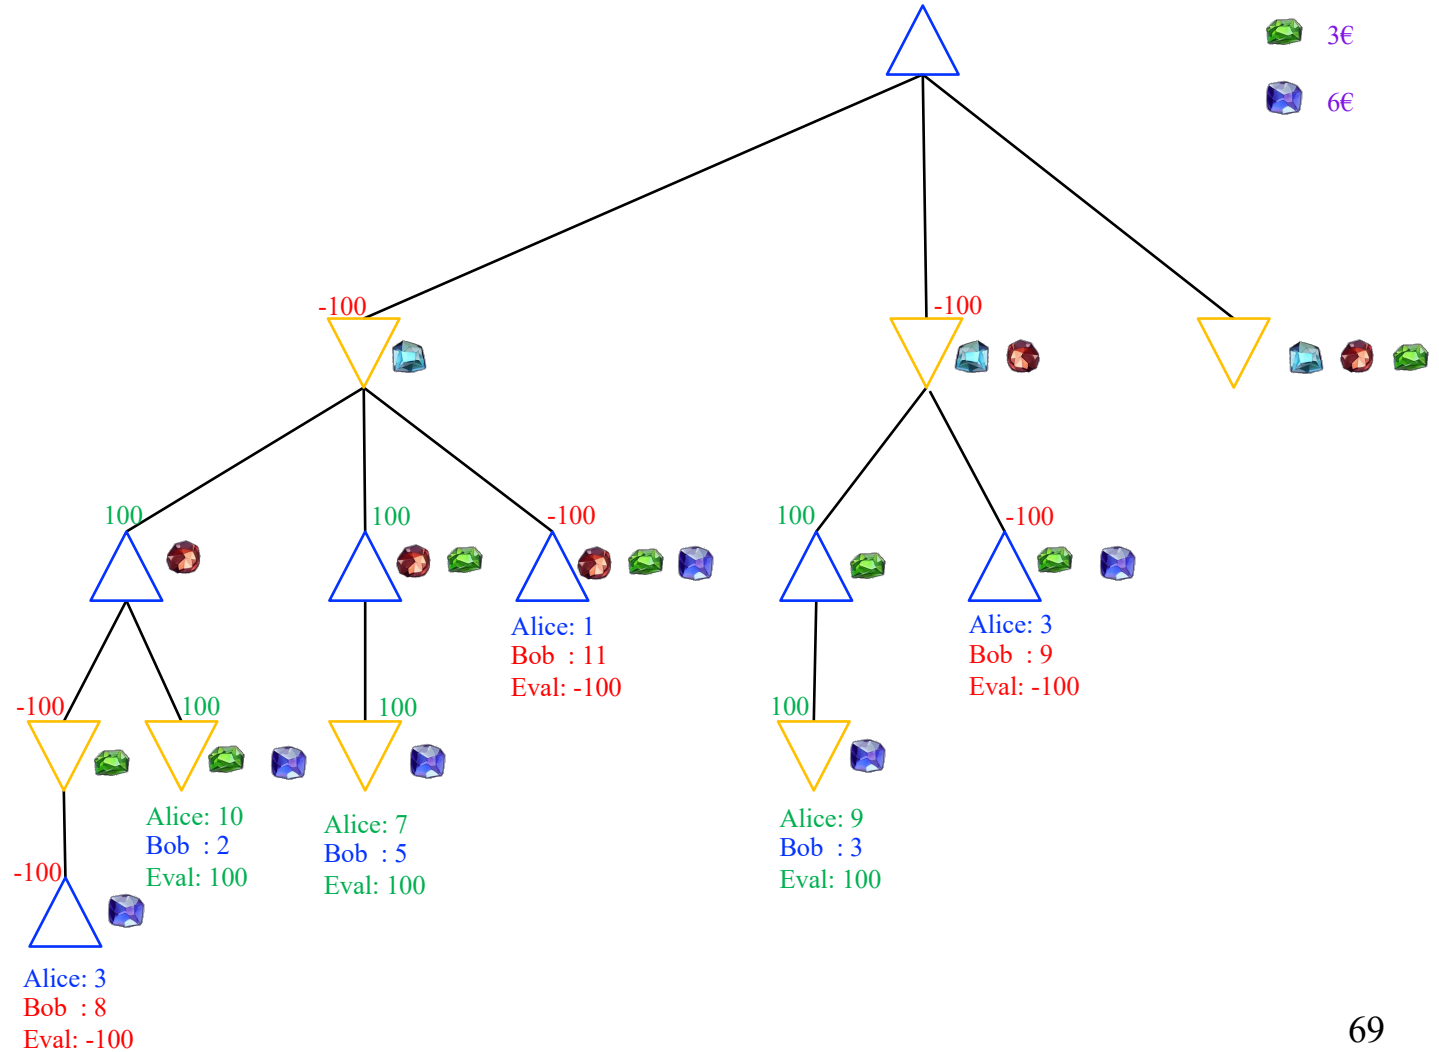 3€
6€
-100
-100
100
100
-100
100
-100
Alice: 1
Bob : 11
Eval: -100
Alice: 3
Bob : 9
Eval: -100
-100
100
100
100
Alice: 10
Bob : 2
Eval: 100
Alice: 7
Bob : 5
Eval: 100
Alice: 9
Bob : 3
Eval: 100
-100
Alice: 3
Bob : 8
Eval: -100
69